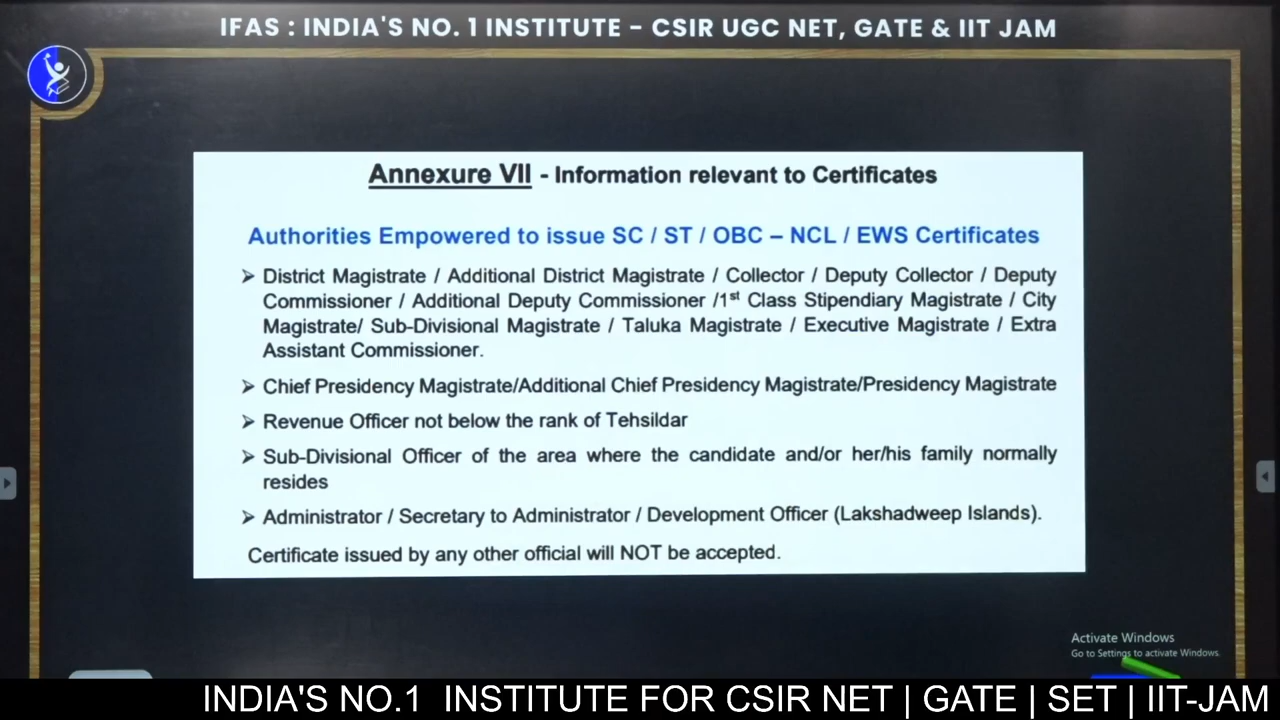 IFAS : INDIA'S NO. 1 INSTITUTE – CSIR UGC NET, GATE & IIT JAM
Annexure VII - Information relevant to Certificates
Authorities Empowered to issue SC / ST / OBC – NCL / EWS Certificates
➢ District Magistrate / Additional District Magistrate / Collector / Deputy Collector / Deputy
Commissioner / Additional Deputy Commissioner /1st Class Stipendiary Magistrate / City
Magistrate/ Sub-Divisional Magistrate / Taluka Magistrate / Executive Magistrate / Extra
Assistant Commissioner.
➢ Chief Presidency Magistrate/Additional Chief Presidency Magistrate/Presidency Magistrate
➢ Revenue Officer not below the rank of Tehsildar
➢ Sub-Divisional Officer of the area where the candidate and/or her/his family normally
resides
➢ Administrator / Secretary to Administrator / Development Officer (Lakshadweep Islands).
Certificate issued by any other official will NOT be accepted.
Activate Windows
Go to Settings to activate Windows.
INDIA'S NO.1 INSTITUTE FOR CSIR NET | GATE | SET | IIT-JAM